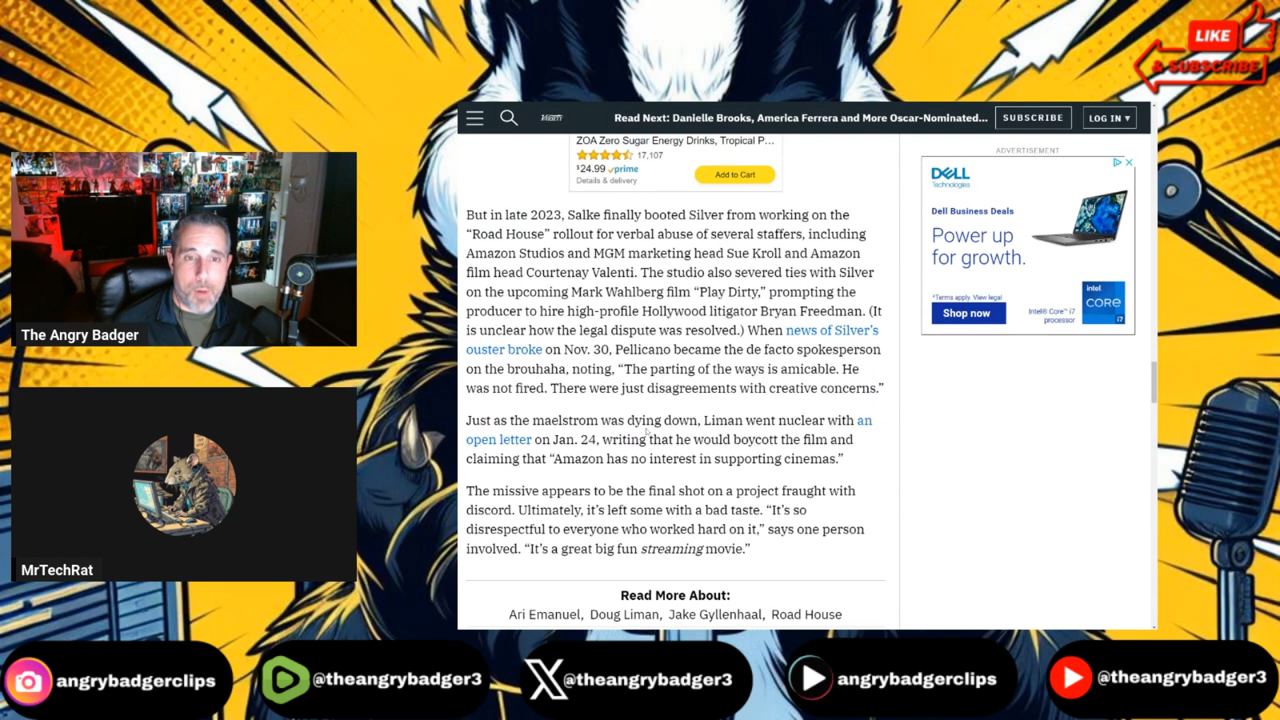 LIKE
& SUBSCRIBE
VARIETY
Read Next: Danielle Brooks, America Ferrera and More Oscar-Nominated...
SUBSCRIBE
LOG IN ▾
ZOA Zero Sugar Energy Drinks, Tropical P...
17,107
$24.99 prime
Details & delivery
Add to Cart
But in late 2023, Salke finally booted Silver from working on the
“Road House” rollout for verbal abuse of several staffers, including
Amazon Studios and MGM marketing head Sue Kroll and Amazon
film head Courtenay Valenti. The studio also severed ties with Silver
on the upcoming Mark Wahlberg film “Play Dirty,” prompting the
producer to hire high-profile Hollywood litigator Bryan Freedman. (It
is unclear how the legal dispute was resolved.) When news of Silver’s
ouster broke on Nov. 30, Pellicano became the de facto spokesperson
on the brouhaha, noting, “The parting of the ways is amicable. He
was not fired. There were just disagreements with creative concerns.”
Just as the maelstrom was dying down, Liman went nuclear with an
open letter on Jan. 24, writing that he would boycott the film and
claiming that “Amazon has no interest in supporting cinemas.”
The missive appears to be the final shot on a project fraught with
discord. Ultimately, it’s left some with a bad taste. “It’s so
disrespectful to everyone who worked hard on it,” says one person
involved. “It’s a great big fun streaming movie.”
Read More About:
Ari Emanuel, Doug Liman, Jake Gyllenhaal, Road House
ADVERTISEMENT
DELL
Technologies
Dell Business Deals
Power up
for growth.
*Terms apply. View legal
Shop now
Intel® Core™ i7
processor
intel
CORE
i7
The Angry Badger
MrTechRat
angrybadgerclips
@theangrybadger3
@theangrybadger3
angrybadgerclips
@theangrybadger3